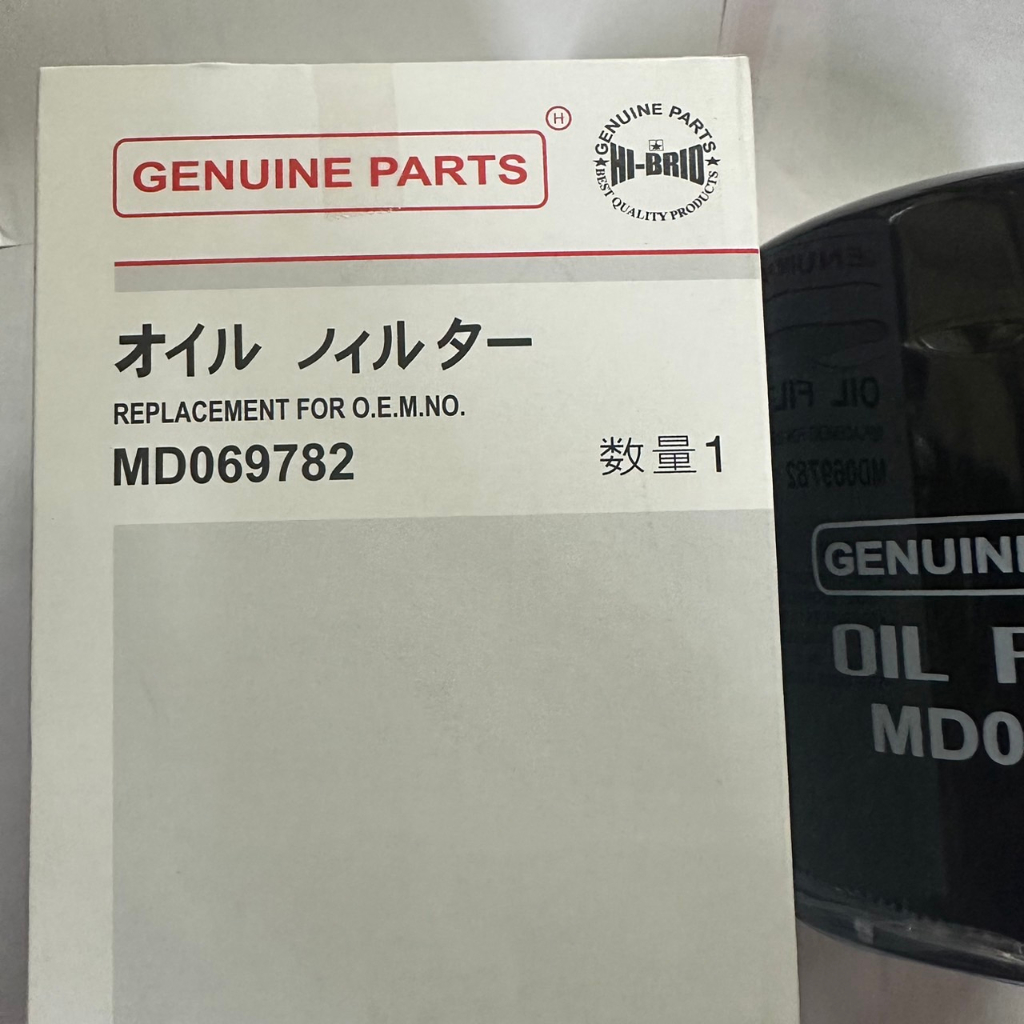 GENUINE PARTS
H
GENUINE PARTS
HI-BRID
BEST QUALITY PRODUCTS
オイル ノィルター
REPLACEMENT FOR O.E.M.NO.
MD069782
数量1
GENUIN
OIL F
MD0